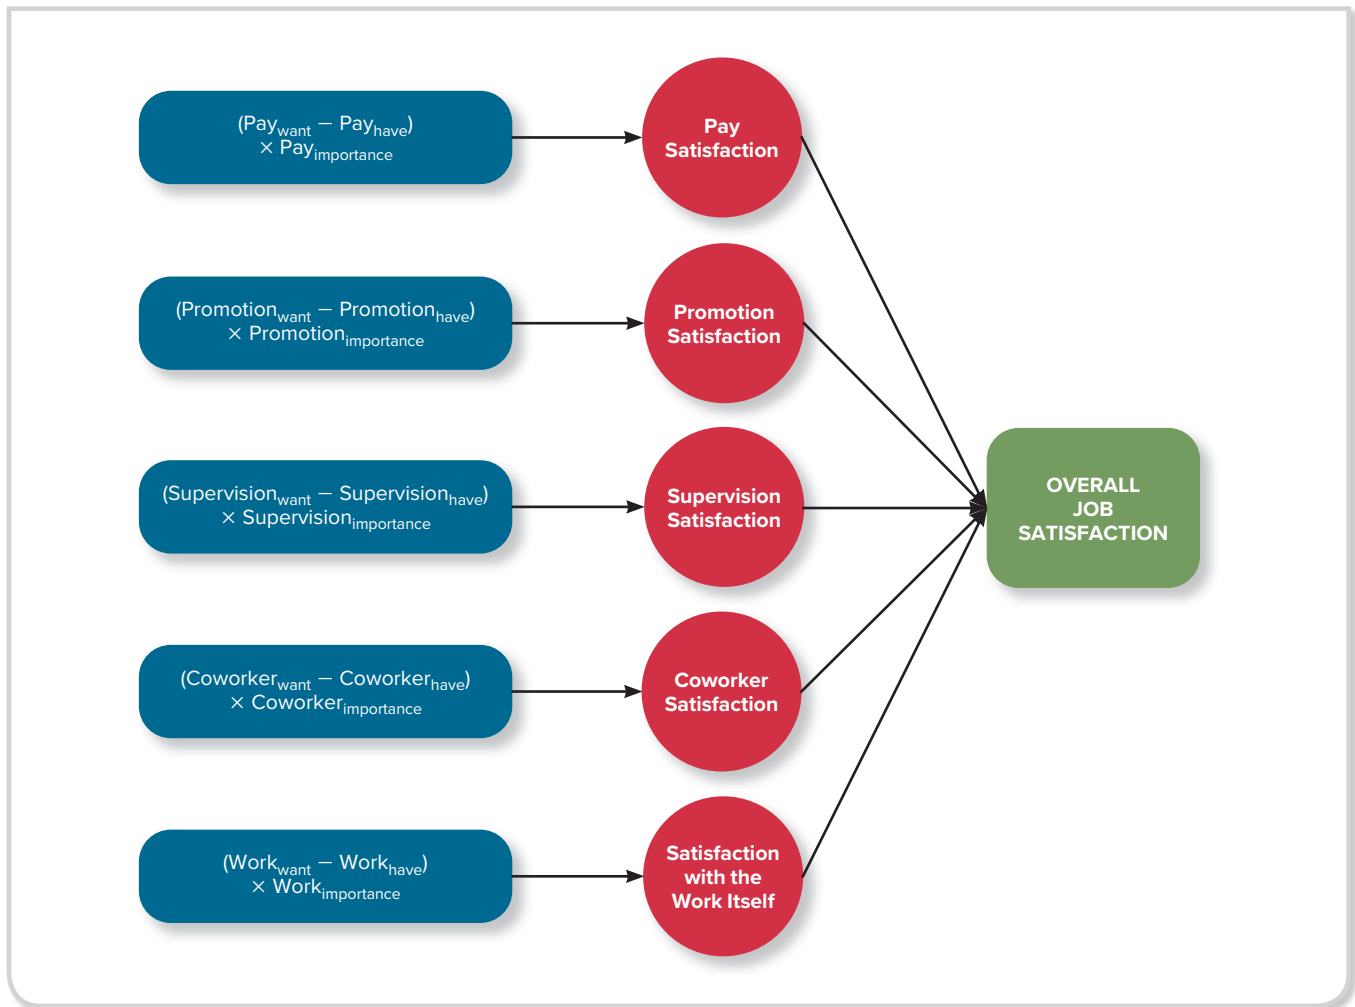 (Pay want − Pay have)
× Pay importance
Pay
Satisfaction
(Promotion want − Promotion have)
× Promotion importance
Promotion
Satisfaction
(Supervision want − Supervision have)
× Supervision importance
Supervision
Satisfaction
OVERALL
JOB
SATISFACTION
(Coworker want − Coworker have)
× Coworker importance
Coworker
Satisfaction
(Work want − Work have)
× Work importance
Satisfaction
with the
Work Itself